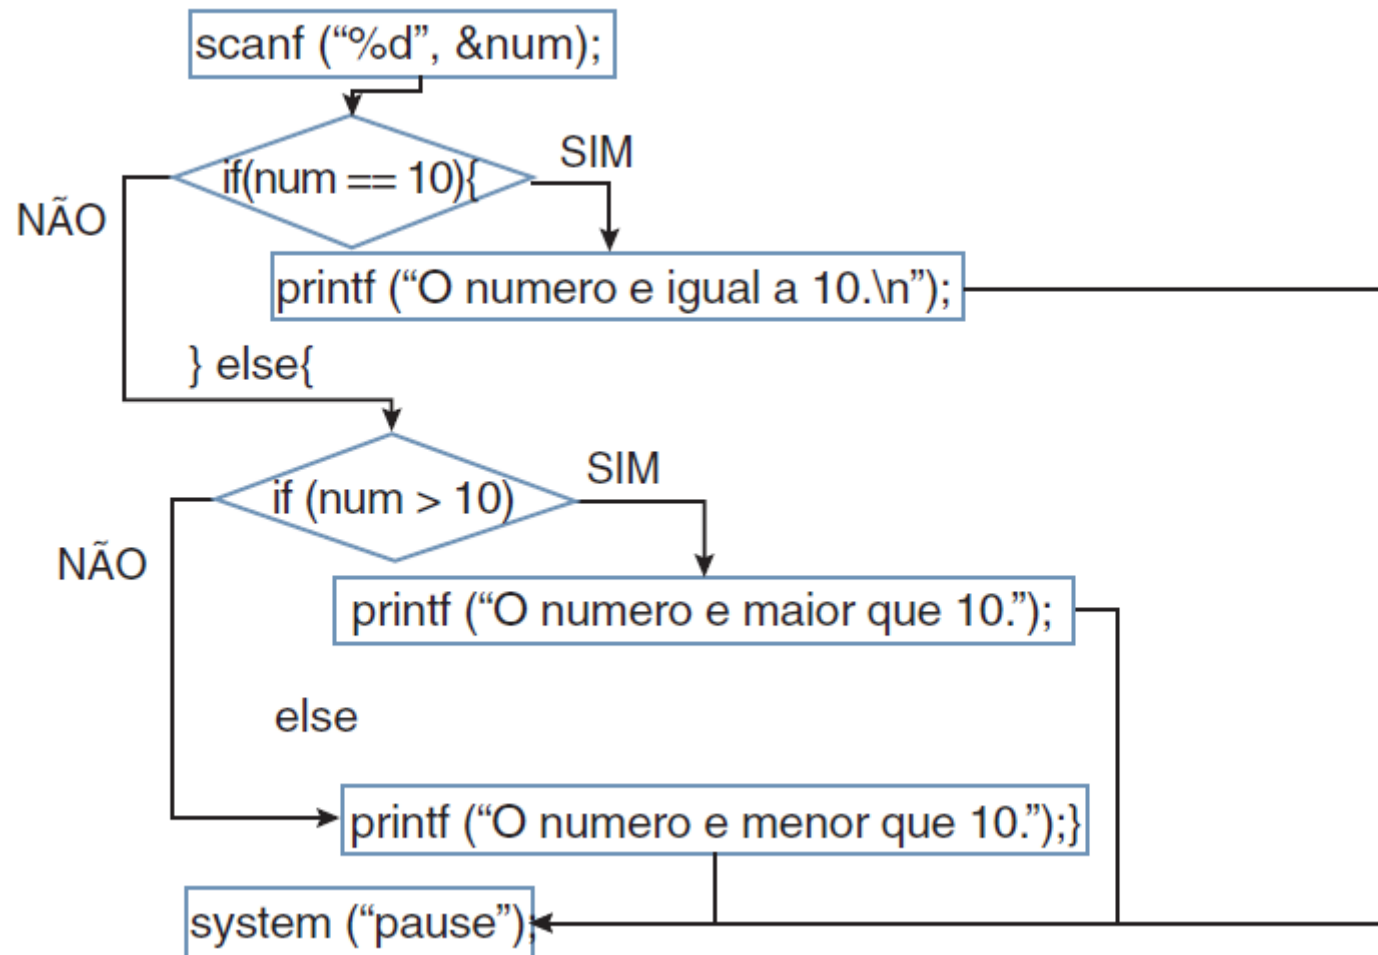 scanf (“%d”, &num);
SIM
if(num == 10){
NÃO
printf (“O numero e igual a 10.\n”);
} else{
SIM
if (num > 10)
NÃO
printf (“O numero e maior que 10.”);
else
printf (“O numero e menor que 10.”);}
system (“pause”);